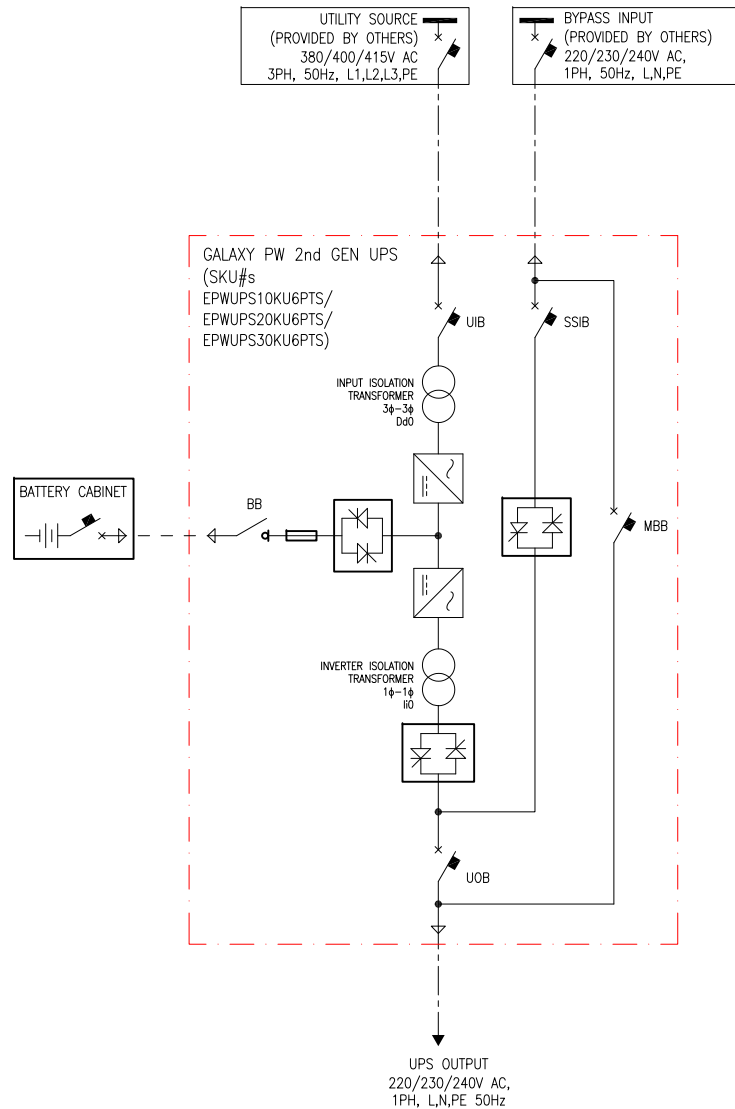 UTILITY SOURCE
(PROVIDED BY OTHERS)
380/400/415V AC
3PH, 50Hz, L1,L2,L3,PE
BYPASS INPUT
(PROVIDED BY OTHERS)
220/230/240V AC,
1PH, 50Hz, L,N,PE
GALAXY PW 2nd GEN UPS
(SKU#s
EPWUPS10KU6PTS/
EPWUPS20KU6PTS/
EPWUPS30KU6PTS)
UIB
SSIB
INPUT ISOLATION
TRANSFORMER
3ϕ-3ϕ
Dd0
BATTERY CABINET
BB
MBB
INVERTER ISOLATION
TRANSFORMER
1ϕ-1ϕ
Ii0
UOB
UPS OUTPUT
220/230/240V AC,
1PH, L,N,PE 50Hz